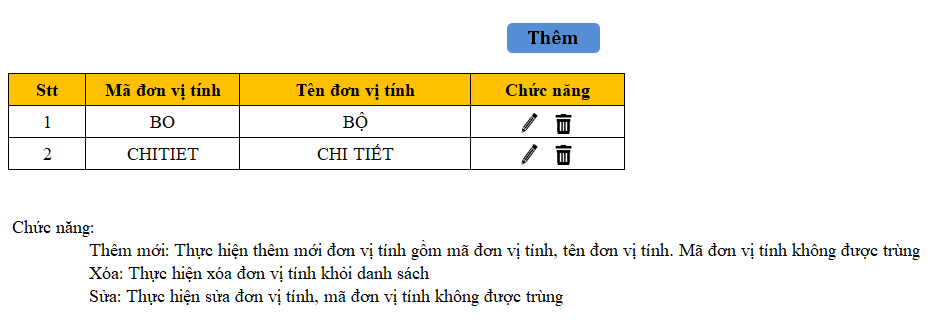 Thêm
Stt Mã đơn vị tính Tên đơn vị tính Chức năng
1 BO BỘ
2 CHITIET CHI TIẾT
Chức năng:
Thêm mới: Thực hiện thêm mới đơn vị tính gồm mã đơn vị tính, tên đơn vị tính. Mã đơn vị tính không được trùng
Xóa: Thực hiện xóa đơn vị tính khỏi danh sách
Sửa: Thực hiện sửa đơn vị tính, mã đơn vị tính không được trùng